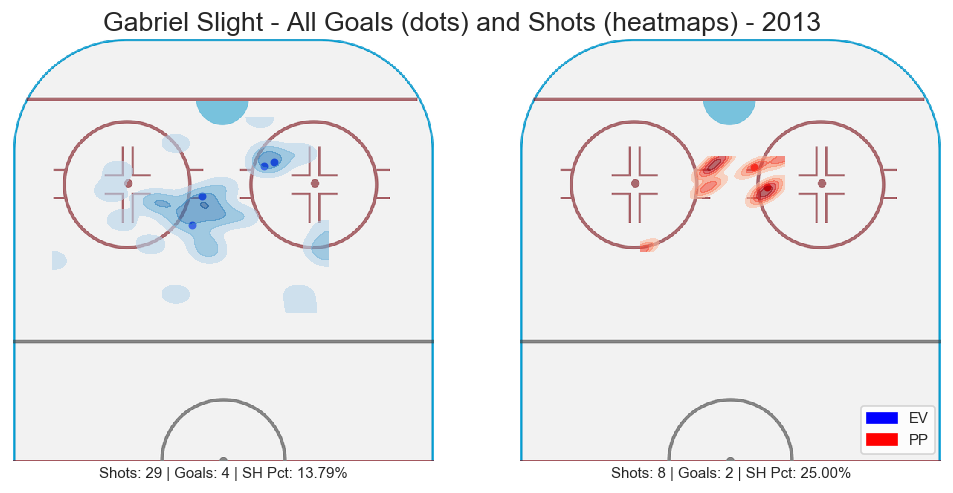 Gabriel Slight - All Goals (dots) and Shots (heatmaps) - 2013
EV
PP
Shots: 29 | Goals: 4 | SH Pct: 13.79%
Shots: 8 | Goals: 2 | SH Pct: 25.00%